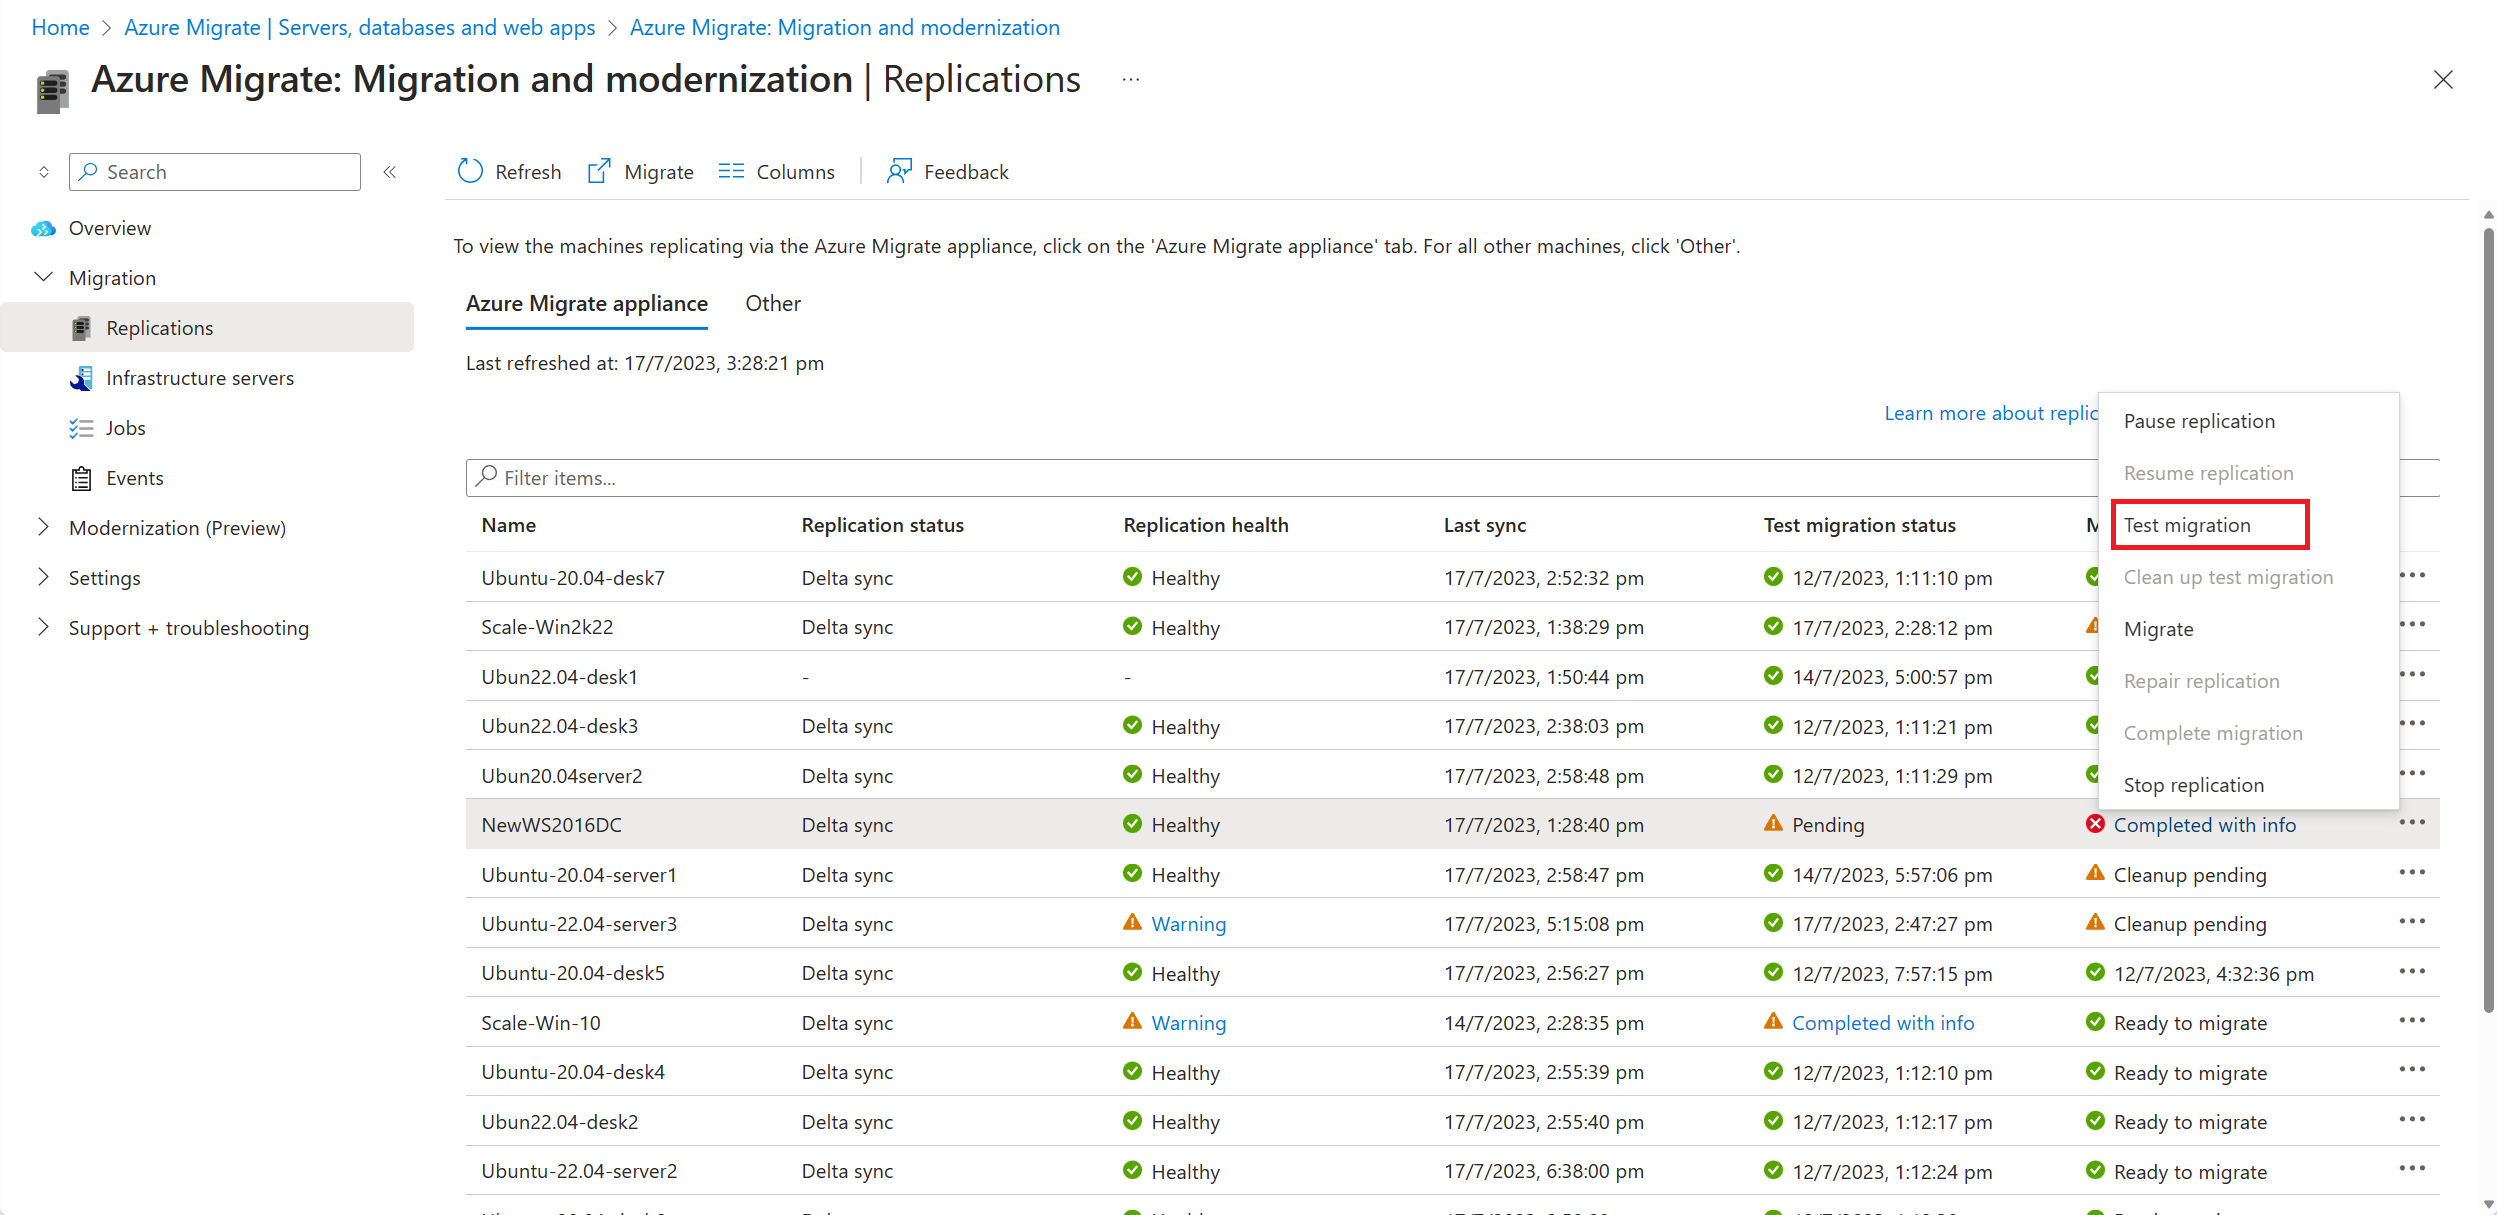 Home > Azure Migrate | Servers, databases and web apps > Azure Migrate: Migration and modernization
Azure Migrate: Migration and modernization | Replications ...
Search
Refresh Migrate Columns Feedback
Overview
Migration
Replications
Infrastructure servers
Jobs
Events
Modernization (Preview)
Settings
Support + troubleshooting
To view the machines replicating via the Azure Migrate appliance, click on the 'Azure Migrate appliance' tab. For all other machines, click 'Other'.
Azure Migrate appliance Other
Last refreshed at: 17/7/2023, 3:28:21 pm
Learn more about replic
Filter items...
Name Replication status Replication health Last sync Test migration status M
Ubuntu-20.04-desk7 Delta sync Healthy 17/7/2023, 2:52:32 pm 12/7/2023, 1:11:10 pm
Scale-Win2k22 Delta sync Healthy 17/7/2023, 1:38:29 pm 17/7/2023, 2:28:12 pm
Ubun22.04-desk1 - - 17/7/2023, 1:50:44 pm 14/7/2023, 5:00:57 pm
Ubun22.04-desk3 Delta sync Healthy 17/7/2023, 2:38:03 pm 12/7/2023, 1:11:21 pm
Ubun20.04server2 Delta sync Healthy 17/7/2023, 2:58:48 pm 12/7/2023, 1:11:29 pm
NewWS2016DC Delta sync Healthy 17/7/2023, 1:28:40 pm Pending Completed with info
Ubuntu-20.04-server1 Delta sync Healthy 17/7/2023, 2:58:47 pm 14/7/2023, 5:57:06 pm Cleanup pending
Ubuntu-22.04-server3 Delta sync Warning 17/7/2023, 5:15:08 pm 17/7/2023, 2:47:27 pm Cleanup pending
Ubuntu-20.04-desk5 Delta sync Healthy 17/7/2023, 2:56:27 pm 12/7/2023, 7:57:15 pm 12/7/2023, 4:32:36 pm
Scale-Win-10 Delta sync Warning 14/7/2023, 2:28:35 pm Completed with info Ready to migrate
Ubuntu-20.04-desk4 Delta sync Healthy 17/7/2023, 2:55:39 pm 12/7/2023, 1:12:10 pm Ready to migrate
Ubun22.04-desk2 Delta sync Healthy 17/7/2023, 2:55:40 pm 12/7/2023, 1:12:17 pm Ready to migrate
Ubuntu-22.04-server2 Delta sync Healthy 17/7/2023, 6:38:00 pm 12/7/2023, 1:12:24 pm Ready to migrate
Pause replication
Resume replication
Test migration
Clean up test migration
Migrate
Repair replication
Complete migration
Stop replication